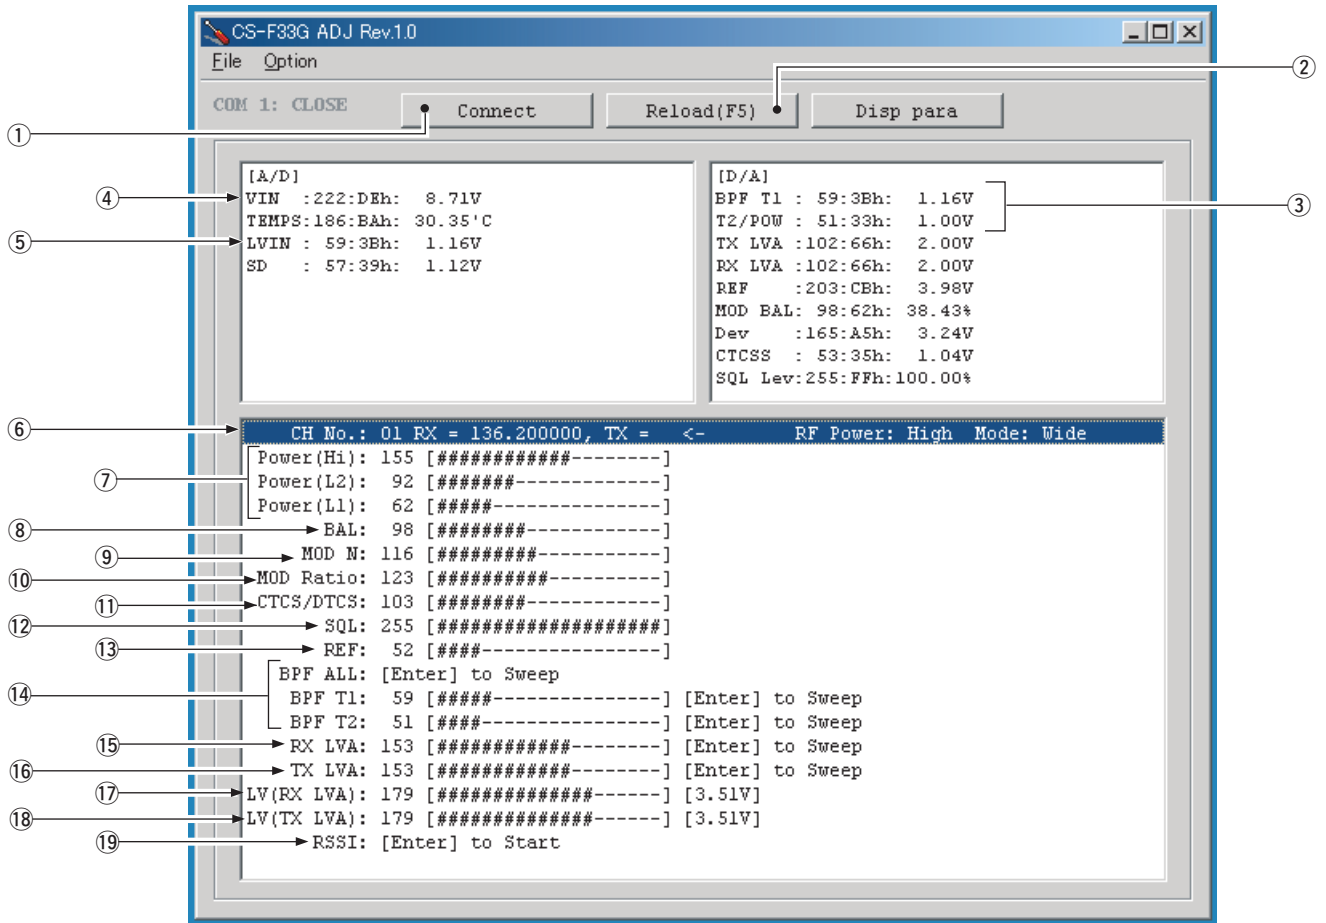 CS-F33G ADJ Rev.1.0
File Option
COM 1: CLOSE Connect Reload(F5) Disp para
①
②
③
④
⑤
[A/D]
VIN :222:DEh: 8.71V
TEMPS:186:BAh: 30.35'C
LVIN : 59:3Bh: 1.16V
SD : 57:39h: 1.12V
[D/A]
BPF T1 : 59:3Bh: 1.16V
T2/POW : 51:33h: 1.00V
TX LVA :102:66h: 2.00V
RX LVA :102:66h: 2.00V
REF :203:CBh: 3.98V
MOD BAL: 98:62h: 38.43%
Dev :165:A5h: 3.24V
CTCSS : 53:35h: 1.04V
SQL Lev:255:FFh:100.00%
⑥ CH No.: 01 RX = 136.200000, TX = <- RF Power: High Mode: Wide
Power(Hi): 155 [############--------]
⑦ Power(L2): 92 [#######-------------]
Power(L1): 62 [#####---------------]
⑧ BAL: 98 [########------------]
⑨ MOD N: 116 [#########-----------]
⑩ MOD Ratio: 123 [##########----------]
⑪ CTCS/DTCS: 103 [########------------]
⑫ SQL: 255 [####################]
⑬ REF: 52 [####----------------]
BPF ALL: [Enter] to Sweep
⑭ BPF T1: 59 [#####---------------] [Enter] to Sweep
BPF T2: 51 [####----------------] [Enter] to Sweep
⑮ RX LVA: 153 [############--------] [Enter] to Sweep
⑯ TX LVA: 153 [############--------] [Enter] to Sweep
⑰ LV(RX LVA): 179 [##############------] [3.51V]
⑱ LV(TX LVA): 179 [##############------] [3.51V]
⑲ RSSI: [Enter] to Start